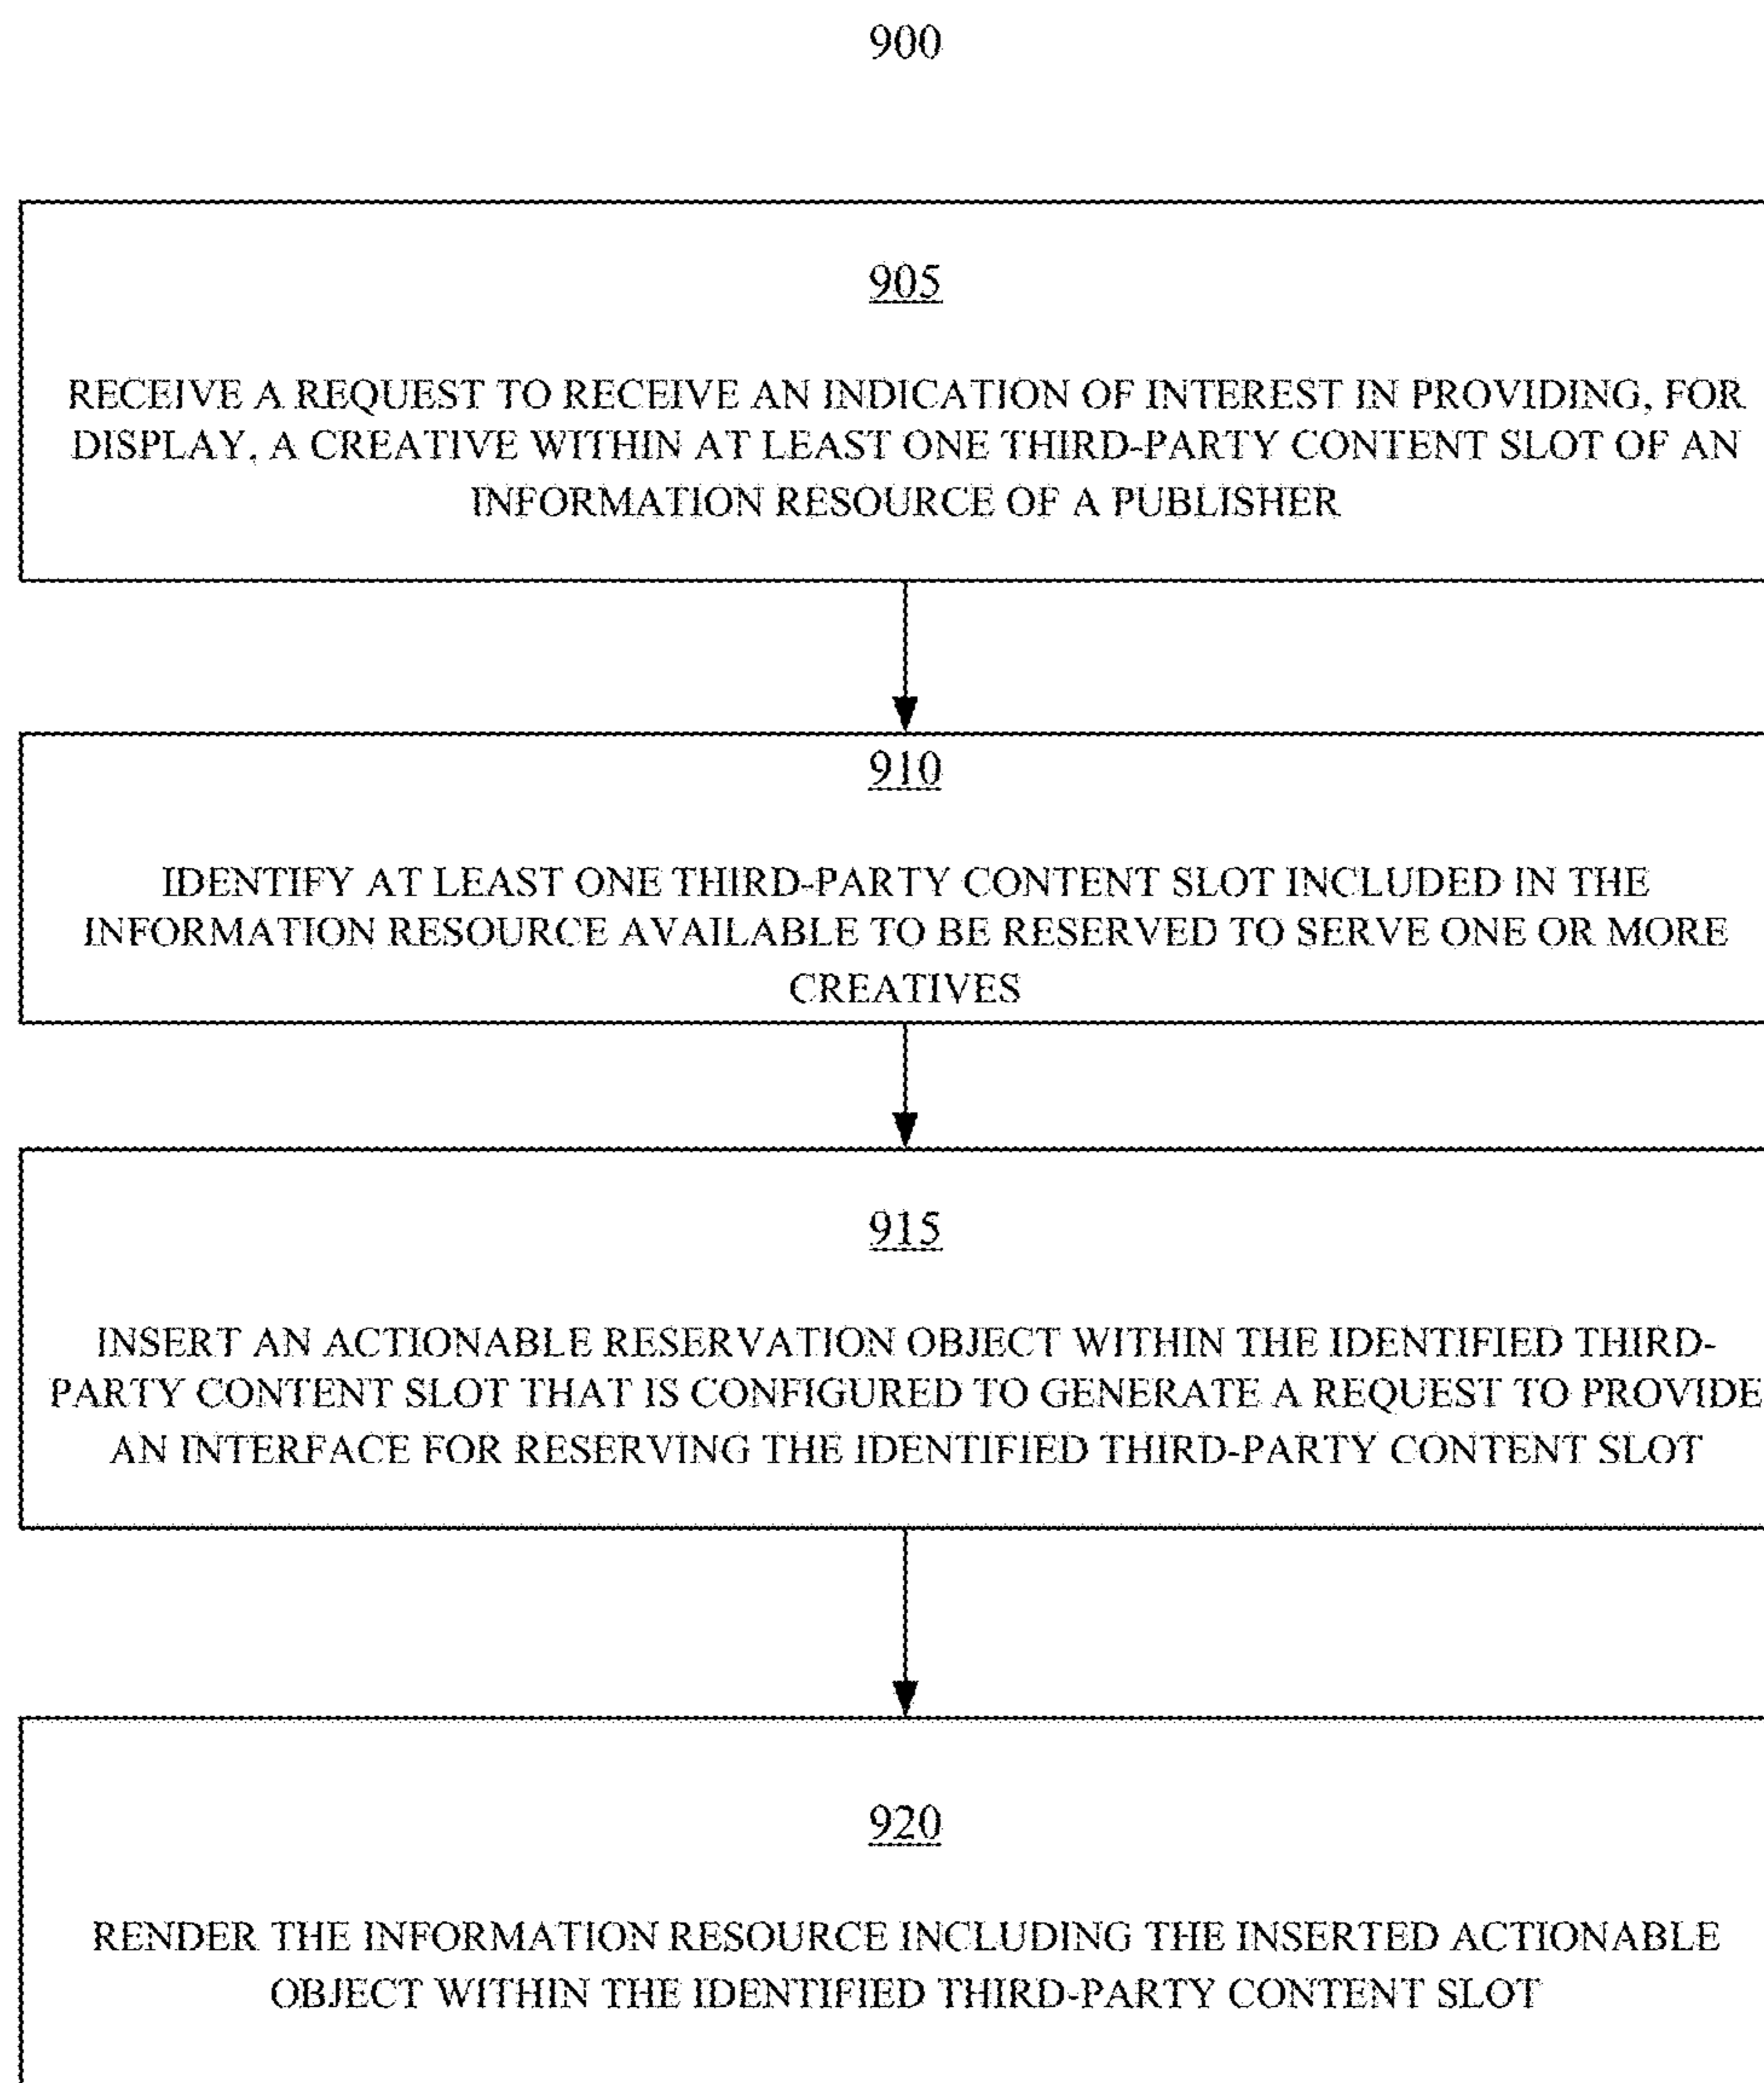 900
905
RECEIVE A REQUEST TO RECEIVE AN INDICATION OF INTEREST IN PROVIDING, FOR
DISPLAY, A CREATIVE WITHIN AT LEAST ONE THIRD-PARTY CONTENT SLOT OF AN
INFORMATION RESOURCE OF A PUBLISHER
910
IDENTIFY AT LEAST ONE THIRD-PARTY CONTENT SLOT INCLUDED IN THE
INFORMATION RESOURCE AVAILABLE TO BE RESERVED TO SERVE ONE OR MORE
CREATIVES
915
INSERT AN ACTIONABLE RESERVATION OBJECT WITHIN THE IDENTIFIED THIRD-
PARTY CONTENT SLOT THAT IS CONFIGURED TO GENERATE A REQUEST TO PROVIDE
AN INTERFACE FOR RESERVING THE IDENTIFIED THIRD-PARTY CONTENT SLOT
920
RENDER THE INFORMATION RESOURCE INCLUDING THE INSERTED ACTIONABLE
OBJECT WITHIN THE IDENTIFIED THIRD-PARTY CONTENT SLOT